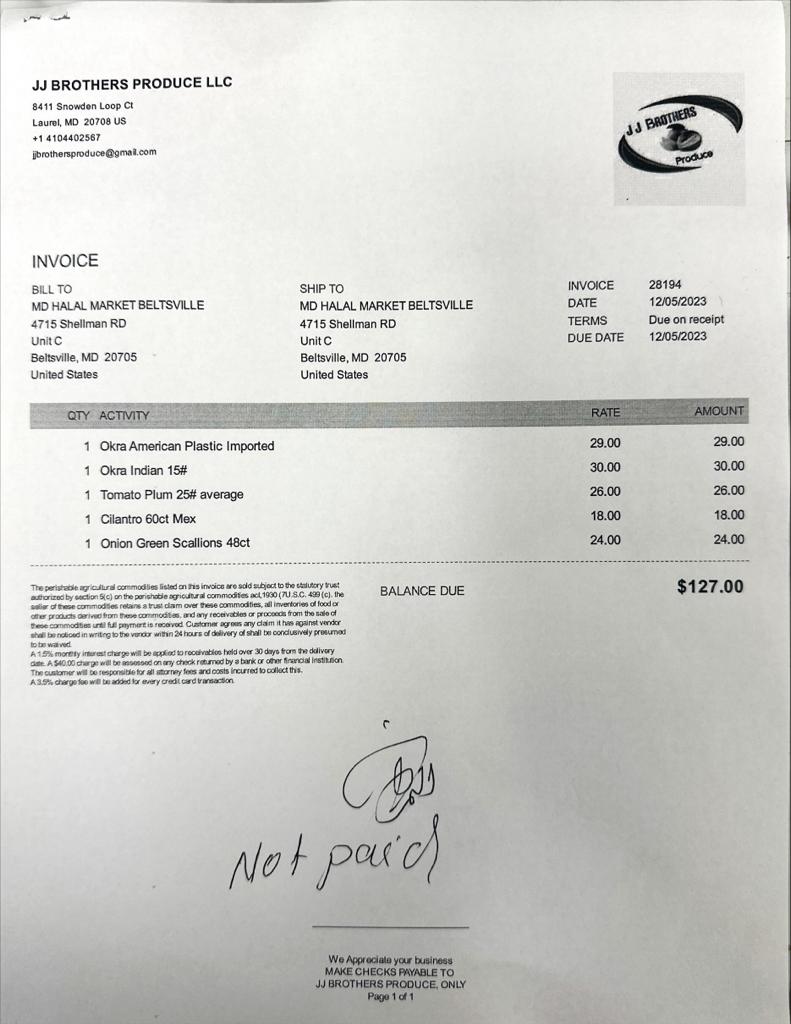 JJ BROTHERS PRODUCE LLC
8411 Snowden Loop Ct
Laurel, MD 20708 US
+1 4104402567
jjbrothersproduce@gmail.com
JJ BROTHERS
Produce
INVOICE
BILL TO
MD HALAL MARKET BELTSVILLE
4715 Shellman RD
Unit C
Beltsville, MD 20705
United States
SHIP TO
MD HALAL MARKET BELTSVILLE
4715 Shellman RD
Unit C
Beltsville, MD 20705
United States
INVOICE 28194
DATE 12/05/2023
TERMS Due on receipt
DUE DATE 12/05/2023
QTY ACTIVITY RATE AMOUNT
1 Okra American Plastic Imported 29.00 29.00
1 Okra Indian 15# 30.00 30.00
1 Tomato Plum 25# average 26.00 26.00
1 Cilantro 60ct Mex 18.00 18.00
1 Onion Green Scallions 48ct 24.00 24.00
The perishable agricultural commodities listed on this invoice are sold subject to the statutory trust
authorized by section 5(c) on the perishable agricultural commodities act,1930 (7U.S.C. 499 (c). the
seller of these commodities retains a trust claim over these commodities, all inventories of food or
other products derived from these commodities, and any receivables or proceeds from the sale of
these commodities until full payment is received. Customer agrees any claim it has against vendor
shall be noticed in writing to the vendor within 24 hours of delivery of shall be conclusively presumed
to be waived.
A 1.5% monthly interest charge will be applied to receivables held over 30 days from the delivery
date. A $40.00 charge will be assessed on any check returned by a bank or other financial institution.
The customer will be responsible for all attorney fees and costs incurred to collect this.
A 3.5% charge fee will be added for every credit card transaction.
BALANCE DUE $127.00
Not paid
We Appreciate your business
MAKE CHECKS PAYABLE TO
JJ BROTHERS PRODUCE, ONLY
Page 1 of 1